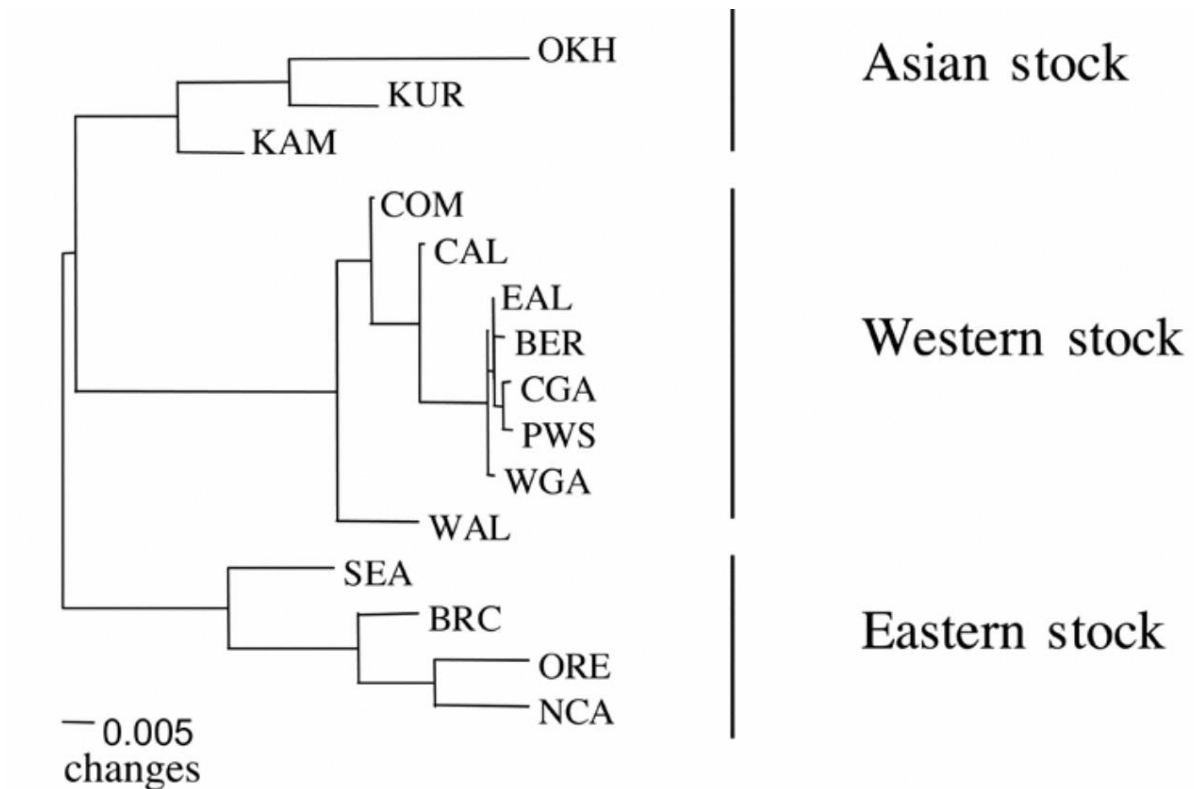 OKH
Asian stock
KUR
KAM
COM
CAL
EAL
Western stock
BER
CGA
PWS
WGA
WAL
SEA
BRC
Eastern stock
ORE
NCA
0.005
changes